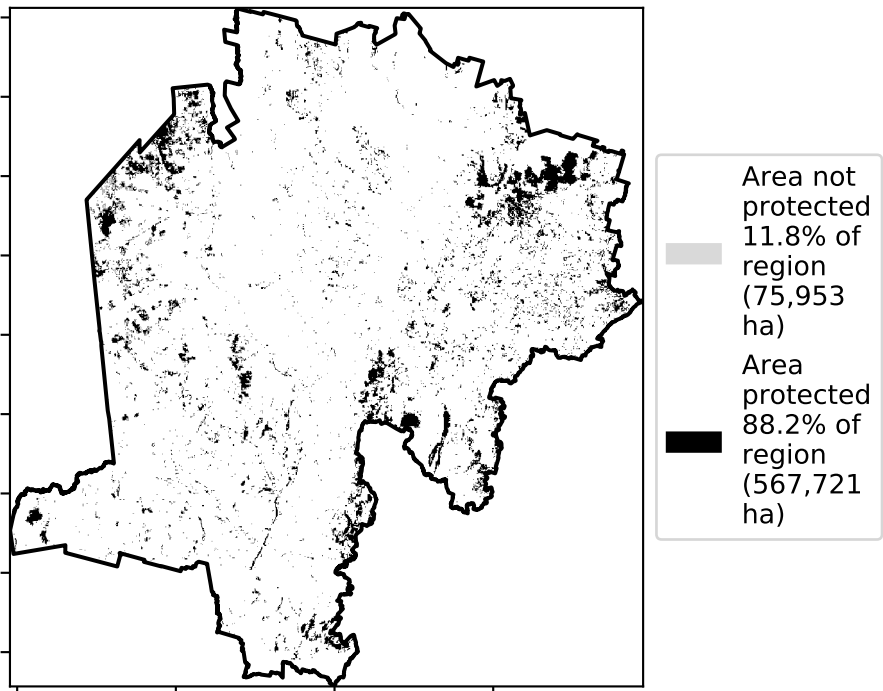 Area not
protected
11.8% of
region
(75,953
ha)
Area
protected
88.2% of
region
(567,721
ha)